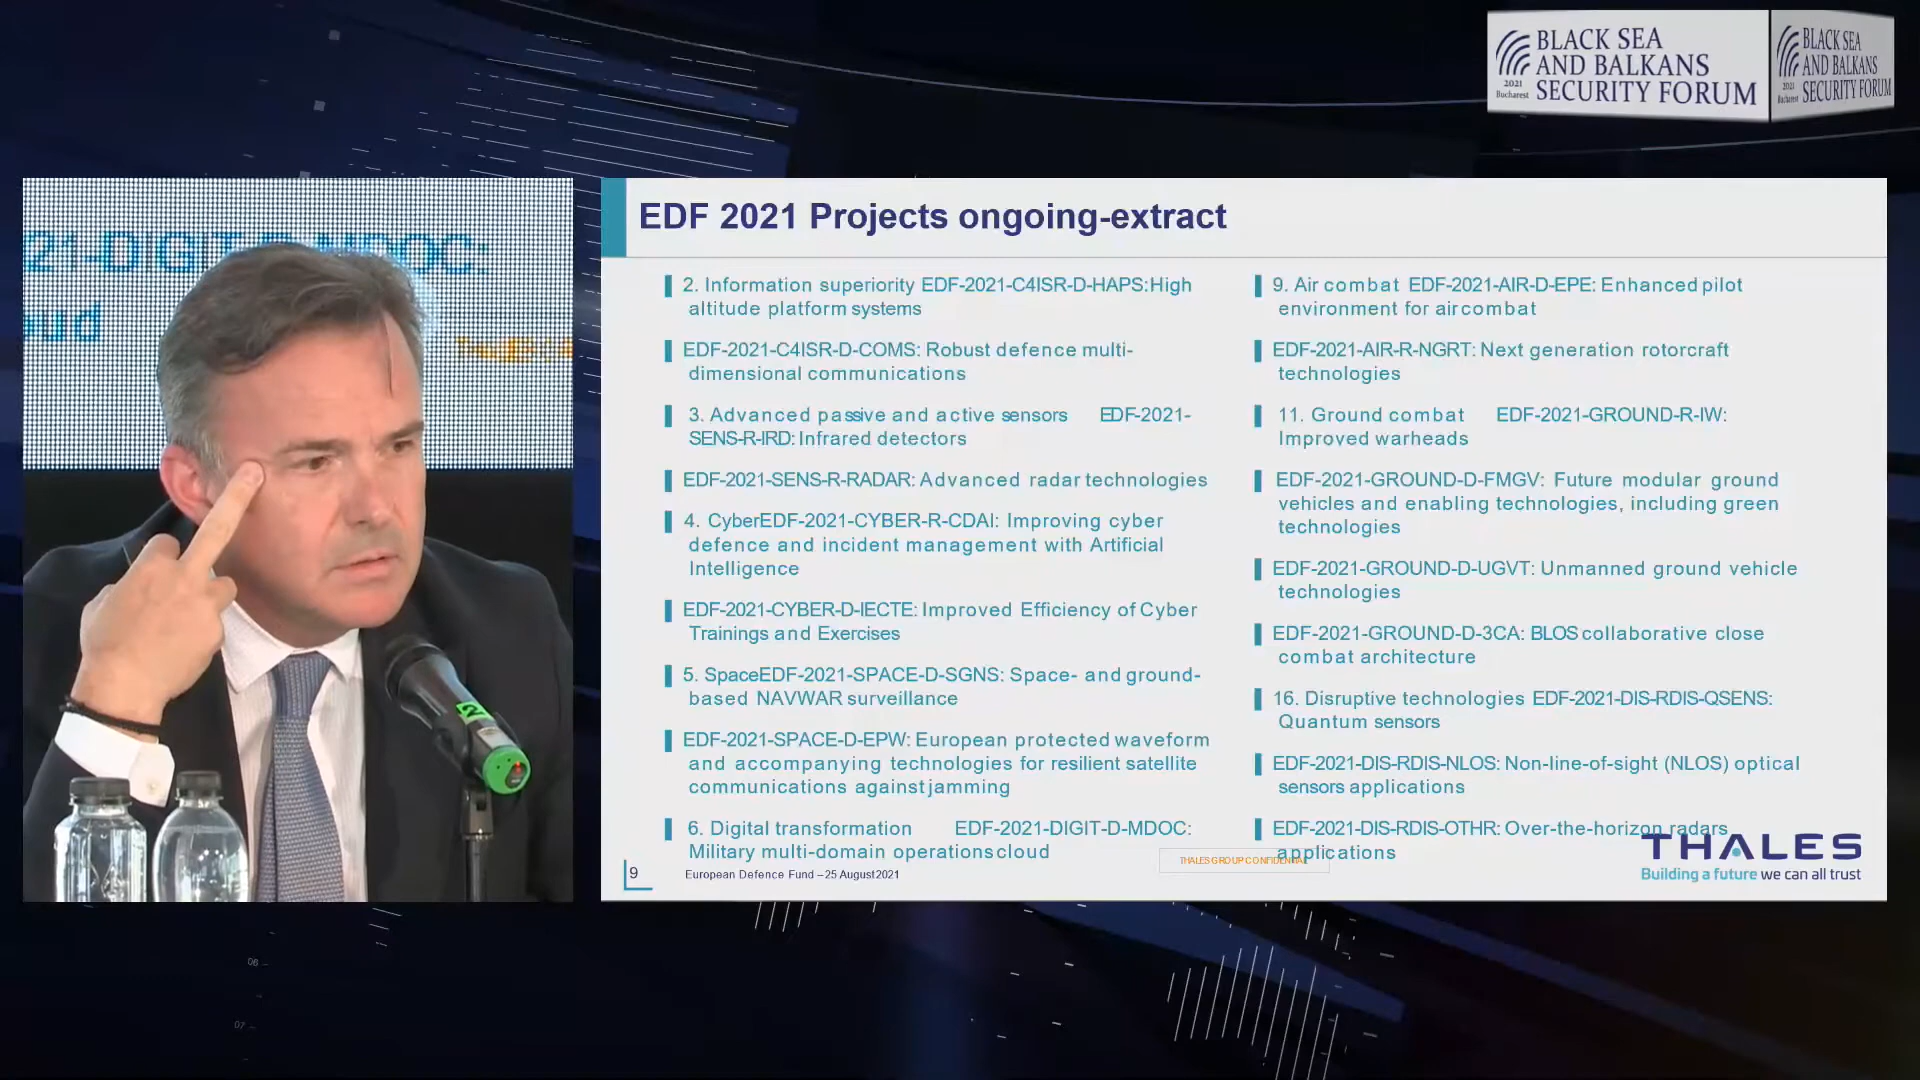 BLACK SEA
AND BALKANS
SECURITY FORUM
2021
Bucharest
BLACK SEA
AND BALKANS
SECURITY FORUM
2021
Bucharest
21-DIGIT-D-MDOC:
oud
EDF 2021 Projects ongoing-extract
2. Information superiority EDF-2021-C4ISR-D-HAPS: High
altitude platform systems
EDF-2021-C4ISR-D-COMS: Robust defence multi-
dimensional communications
3. Advanced passive and active sensors EDF-2021-
SENS-R-IRD: Infrared detectors
EDF-2021-SENS-R-RADAR: Advanced radar technologies
4. CyberEDF-2021-CYBER-R-CDAI: Improving cyber
defence and incident management with Artificial
Intelligence
EDF-2021-CYBER-D-IECTE: Improved Efficiency of Cyber
Trainings and Exercises
5. SpaceEDF-2021-SPACE-D-SGNS: Space- and ground-
based NAVWAR surveillance
EDF-2021-SPACE-D-EPW: European protected waveform
and accompanying technologies for resilient satellite
communications against jamming
6. Digital transformation EDF-2021-DIGIT-D-MDOC:
Military multi-domain operations cloud
9. Air combat EDF-2021-AIR-D-EPE: Enhanced pilot
environment for air combat
EDF-2021-AIR-R-NGRT: Next generation rotorcraft
technologies
11. Ground combat EDF-2021-GROUND-R-IW:
Improved warheads
EDF-2021-GROUND-D-FMGV: Future modular ground
vehicles and enabling technologies, including green
technologies
EDF-2021-GROUND-D-UGVT: Unmanned ground vehicle
technologies
EDF-2021-GROUND-D-3CA: BLOS collaborative close
combat architecture
16. Disruptive technologies EDF-2021-DIS-RDIS-QSENS:
Quantum sensors
EDF-2021-DIS-RDIS-NLOS: Non-line-of-sight (NLOS) optical
sensors applications
EDF-2021-DIS-RDIS-OTHR: Over-the-horizon radars
applications
THALES GROUP CONFIDENTIAL
9
European Defence Fund – 25 August 2021
THALES
Building a future we can all trust
2
06
07